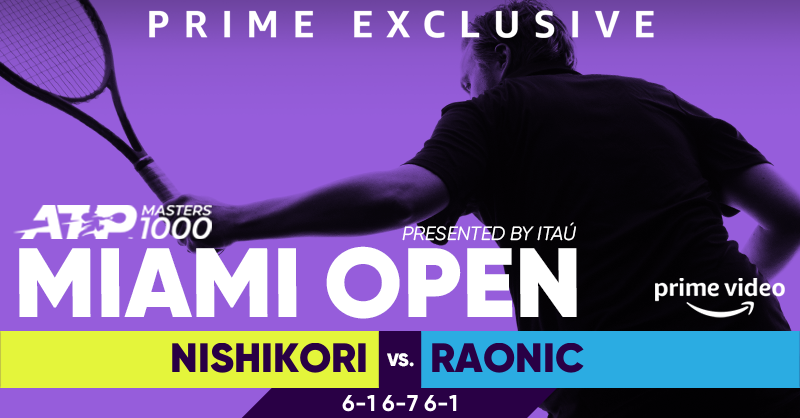 PRIME EXCLUSIVE
ATP MASTERS 1000
PRESENTED BY ITAÚ
MIAMI OPEN
prime video
NISHIKORI vs. RAONIC
6-1 6-7 6-1